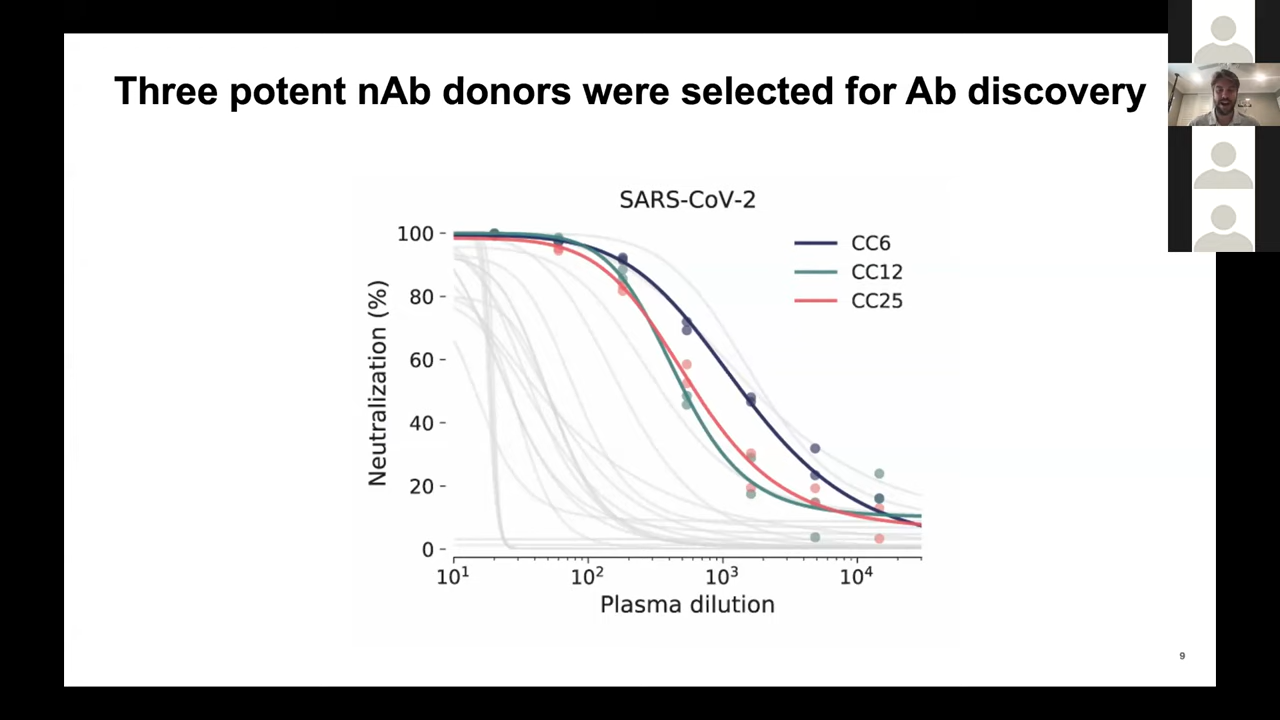 Three potent nAb donors were selected for Ab discovery
SARS-CoV-2
CC6
CC12
CC25
Neutralization (%)
100
80
60
40
20
0
10¹
10²
10³
10⁴
Plasma dilution
9